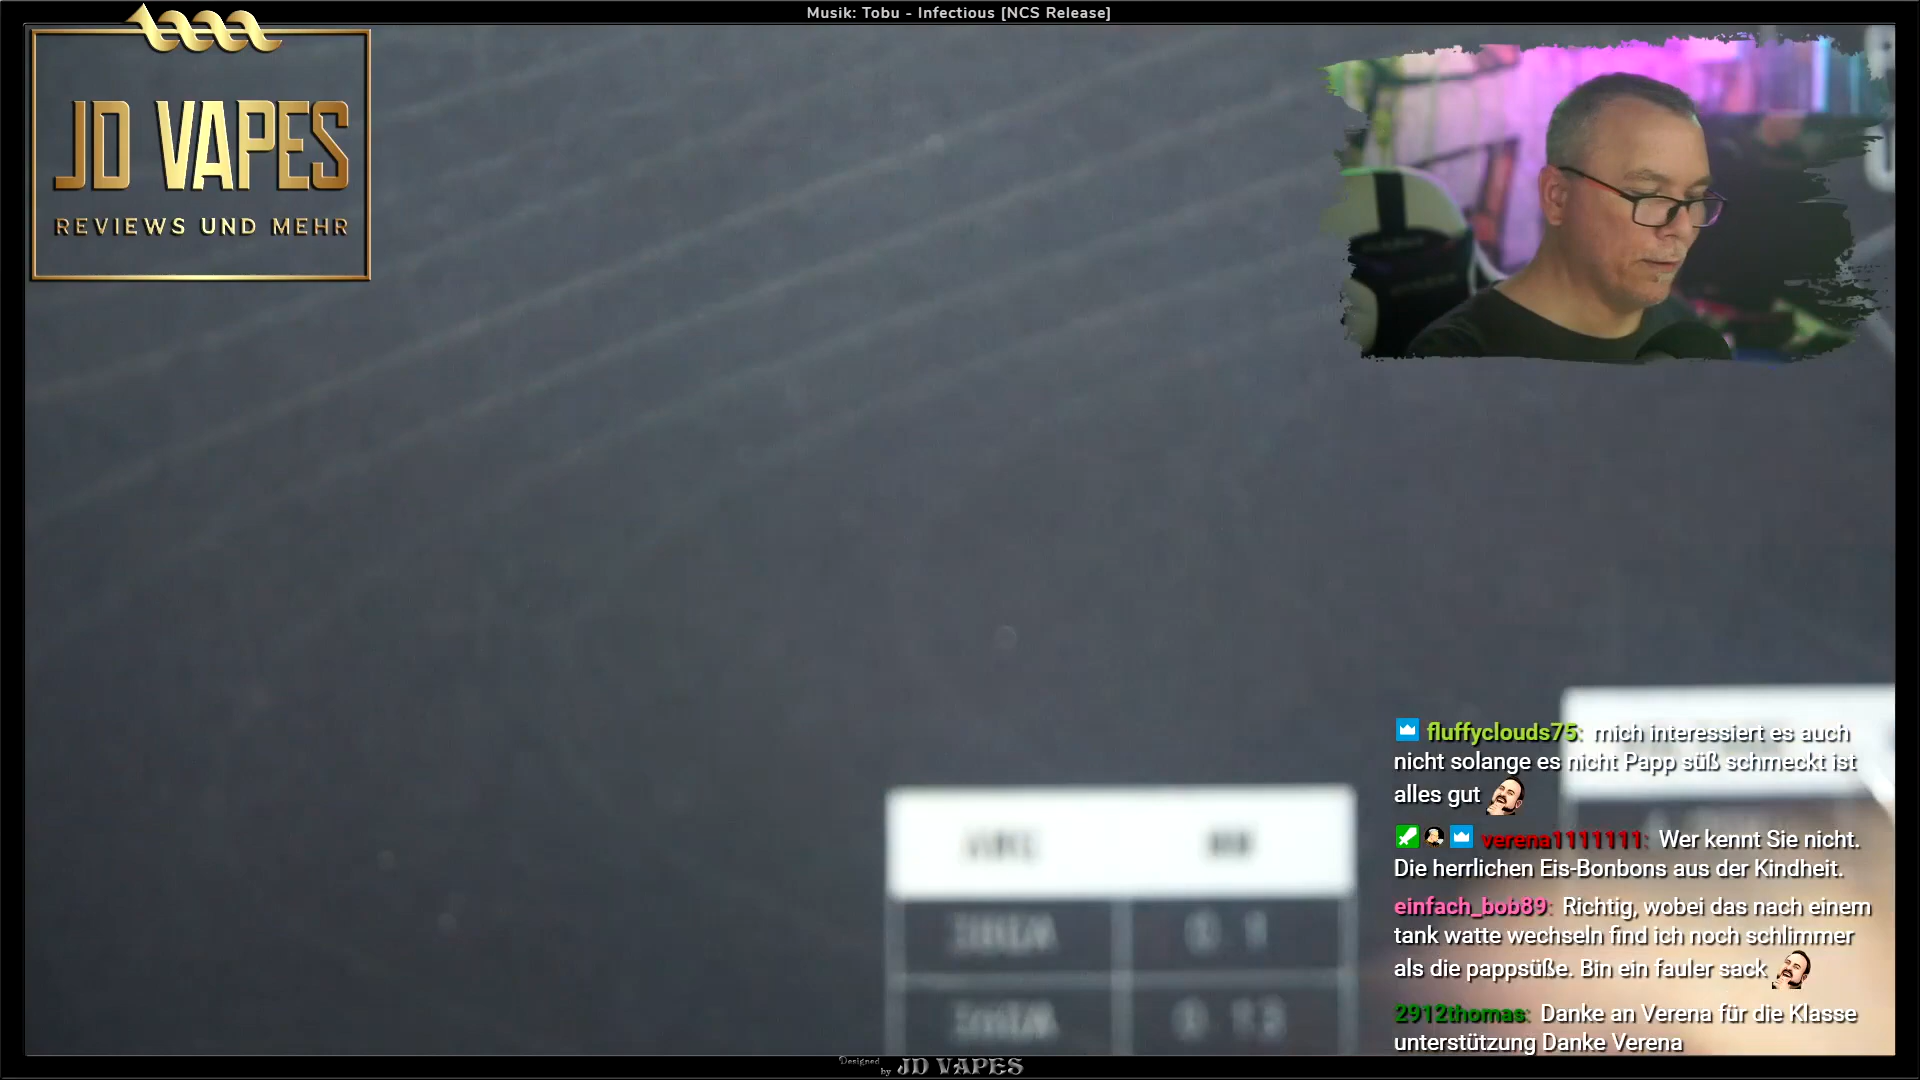 Musik: Tobu - Infectious [NCS Release]
JD VAPES
REVIEWS UND MEHR
fluffyclouds75: mich interessiert es auch
nicht solange es nicht Papp süß schmeckt ist
alles gut
verena1111111: Wer kennt Sie nicht.
Die herrlichen Eis-Bonbons aus der Kindheit.
einfach_bob89: Richtig, wobei das nach einem
tank watte wechseln find ich noch schlimmer
als die pappsüße. Bin ein fauler sack
2912thomas: Danke an Verena für die Klasse
unterstützung Danke Verena
Designed
by JD VAPES